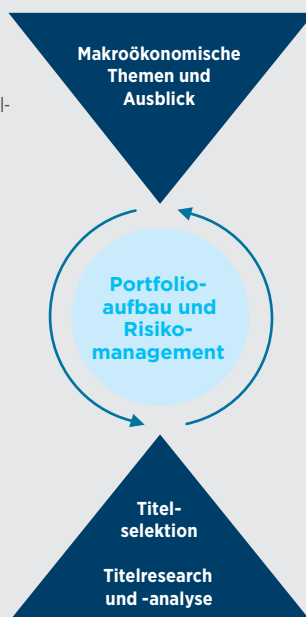 Makroökonomische
Themen und
Ausblick
l-
Portfolio-
aufbau und
Risiko-
management
Titel-
selektion
Titelresearch
und -analyse